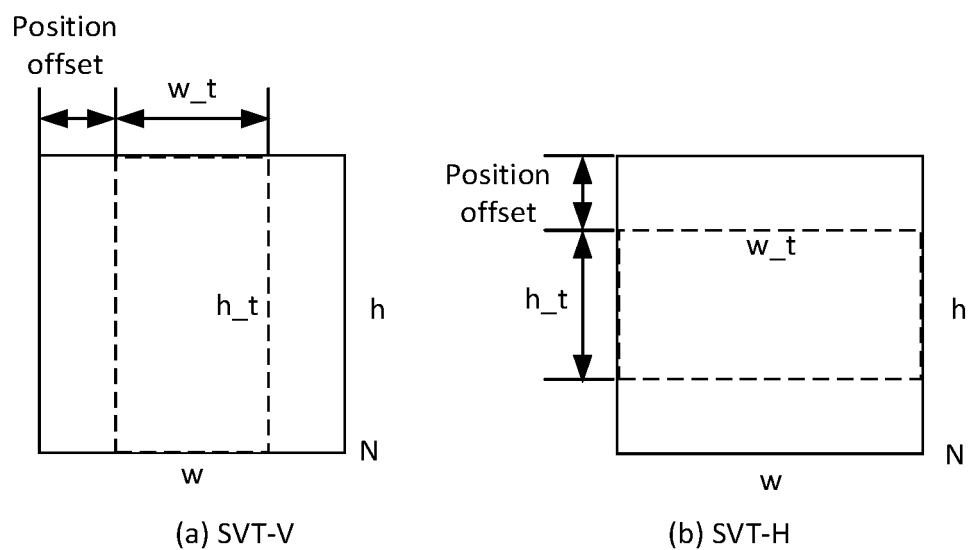 Position
offset
w_t
h_t
h
N
w
(a) SVT-V
Position
offset
w_t
h_t
h
N
w
(b) SVT-H